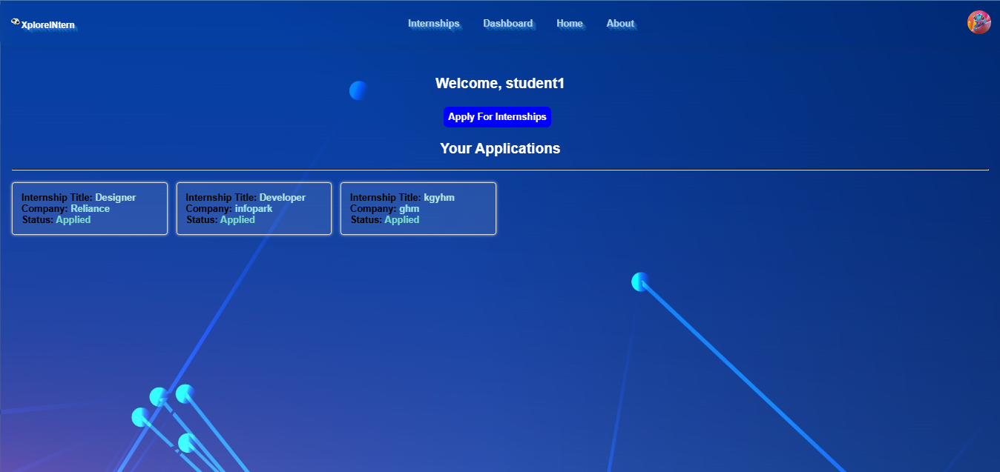 XploreINtern
Internships Dashboard Home About
Welcome, student1
Apply For Internships
Your Applications
Internship Title: Designer
Company: Reliance
Status: Applied
Internship Title: Developer
Company: infopark
Status: Applied
Internship Title: kgyhm
Company: ghm
Status: Applied